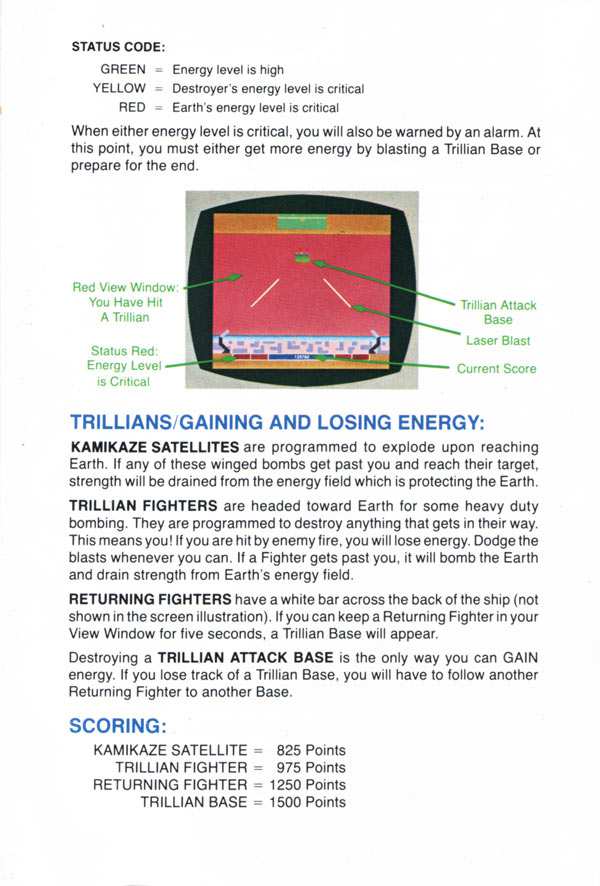 STATUS CODE:
GREEN = Energy level is high
YELLOW = Destroyer's energy level is critical
RED = Earth's energy level is critical
When either energy level is critical, you will also be warned by an alarm. At
this point, you must either get more energy by blasting a Trillian Base or
prepare for the end.
Red View Window:
You Have Hit
A Trillian
Status Red:
Energy Level
is Critical
Trillian Attack
Base
Laser Blast
Current Score
TRILLIANS/GAINING AND LOSING ENERGY:
KAMIKAZE SATELLITES are programmed to explode upon reaching
Earth. If any of these winged bombs get past you and reach their target,
strength will be drained from the energy field which is protecting the Earth.
TRILLIAN FIGHTERS are headed toward Earth for some heavy duty
bombing. They are programmed to destroy anything that gets in their way.
This means you! If you are hit by enemy fire, you will lose energy. Dodge the
blasts whenever you can. If a Fighter gets past you, it will bomb the Earth
and drain strength from Earth's energy field.
RETURNING FIGHTERS have a white bar across the back of the ship (not
shown in the screen illustration). If you can keep a Returning Fighter in your
View Window for five seconds, a Trillian Base will appear.
Destroying a TRILLIAN ATTACK BASE is the only way you can GAIN
energy. If you lose track of a Trillian Base, you will have to follow another
Returning Fighter to another Base.
SCORING:
KAMIKAZE SATELLITE = 825 Points
TRILLIAN FIGHTER = 975 Points
RETURNING FIGHTER = 1250 Points
TRILLIAN BASE = 1500 Points